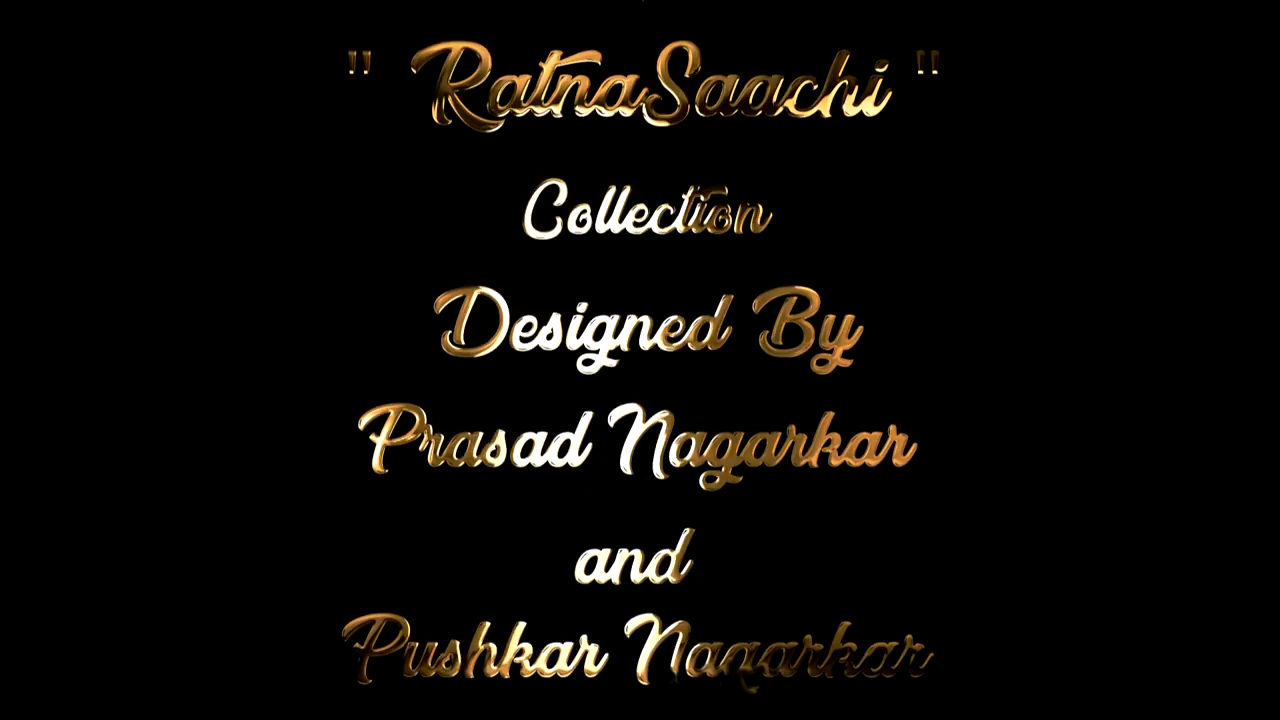 " RatnaSaachi "
Collection
Designed By
Prasad Nagarkar
and
Pushkar Nagarkar